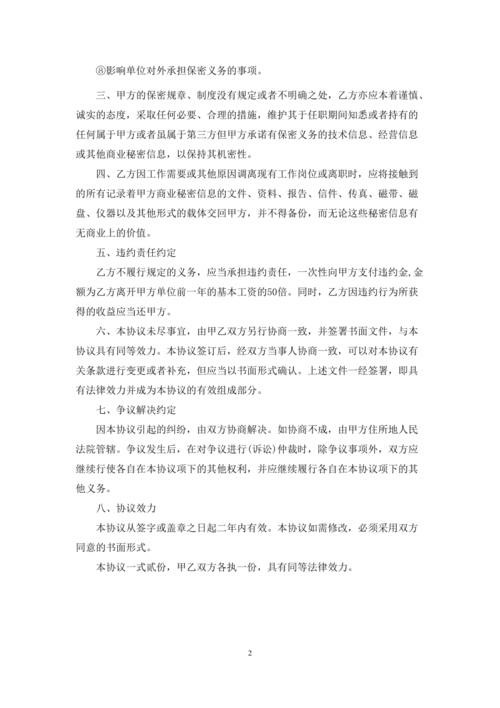 ⑧影响单位对外承担保密义务的事项。
三、甲方的保密规章、制度没有规定或者不明确之处，乙方亦应本着谨慎、
诚实的态度，采取任何必要、合理的措施，维护其于任职期间知悉或者持有的
任何属于甲方或者虽属于第三方但甲方承诺有保密义务的技术信息、经营信息
或其他商业秘密信息，以保持其机密性。
四、乙方因工作需要或其他原因调离现有工作岗位或离职时，应将接触到
的所有记录着甲方商业秘密信息的文件、资料、报告、信件、传真、磁带、磁
盘、仪器以及其他形式的载体交回甲方，并不得备份，而无论这些秘密信息有
无商业上的价值。
五、违约责任约定
乙方不履行规定的义务，应当承担违约责任，一次性向甲方支付违约金,金
额为乙方离开甲方单位前一年的基本工资的50倍。同时，乙方因违约行为所获
得的收益应当还甲方。
六、本协议未尽事宜，由甲乙双方另行协商一致，并签署书面文件，与本
协议具有同等效力。本协议签订后，经双方当事人协商一致，可以对本协议有
关条款进行变更或者补充，但应当以书面形式确认。上述文件一经签署，即具
有法律效力并成为本协议的有效组成部分。
七、争议解决约定
因本协议引起的纠纷，由双方协商解决。如协商不成，由甲方住所地人民
法院管辖。争议发生后，在对争议进行(诉讼)仲裁时，除争议事项外，双方应
继续行使各自在本协议项下的其他权利，并应继续履行各自在本协议项下的其
他义务。
八、协议效力
本协议从签字或盖章之日起二年内有效。本协议如需修改，必须采用双方
同意的书面形式。
本协议一式贰份，甲乙双方各执一份，具有同等法律效力。
2